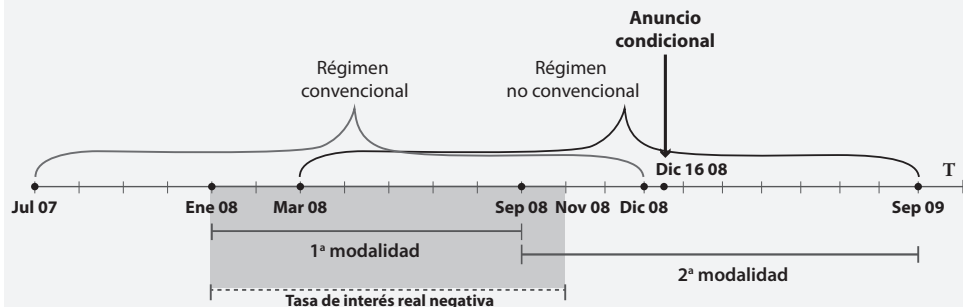 Anuncio
condicional
Régimen
convencional
Régimen
no convencional
Dic 16 08
T
Jul 07
Ene 08
Mar 08
Sep 08
Nov 08
Dic 08
Sep 09
1ª modalidad
2ª modalidad
Tasa de interés real negativa